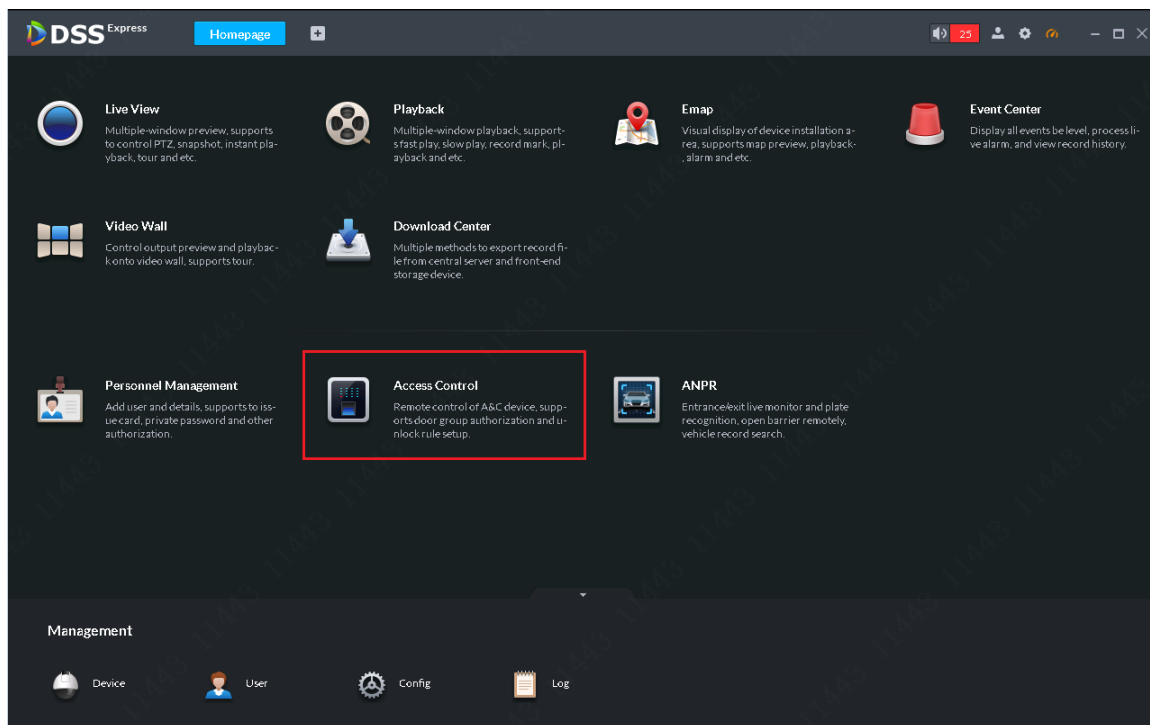 DSS Express
Homepage
25
Live View
Multiple-window preview, supports
to control PTZ, snapshot, instant pla-
yback, tour and etc.
Playback
Multiple-window playback, support-
s fast play, slow play, record mark, pl-
ayback and etc.
Emap
Visual display of device installation a-
rea, supports map preview, playback-
, alarm and etc.
Event Center
Display all events be level, process li-
ve alarm, and view record history.
Video Wall
Control output preview and playbac-
k onto video wall, supports tour.
Download Center
Multiple methods to export record fi-
le from central server and front-end
storage device.
Personnel Management
Add user and details, supports to iss-
ue card, private password and other
authorization.
Access Control
Remote control of A&C device, supp-
orts door group authorization and u-
nlock rule setup.
ANPR
Entrance/exit live monitor and plate
recognition, open barrier remotely,
vehicle record search.
Management
Device
User
Config
Log